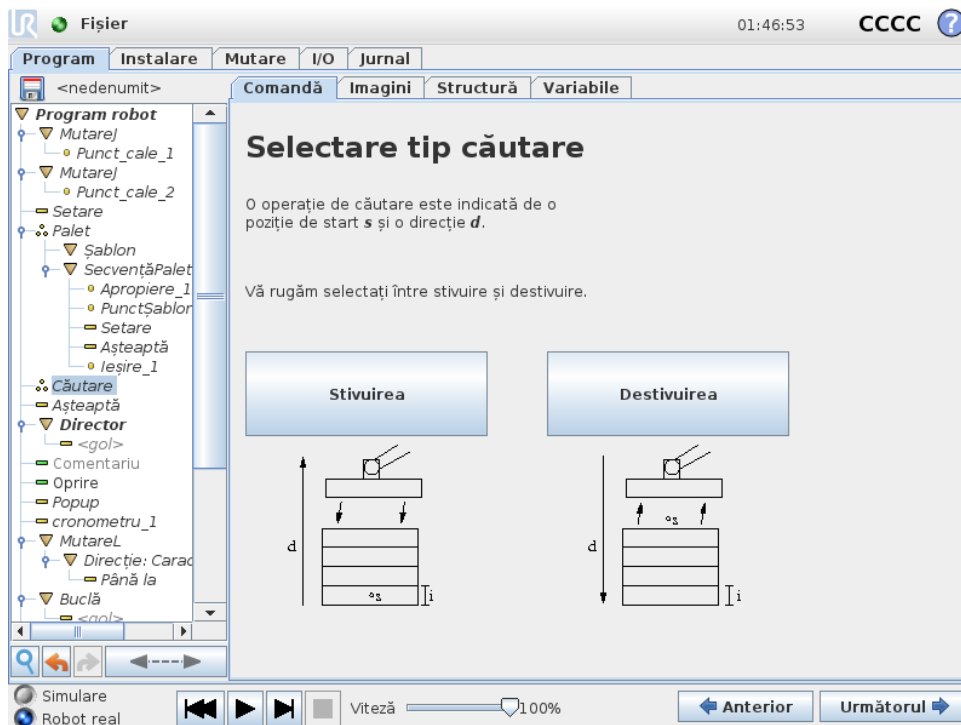 UR Fișier 01:46:53 CCCC ?
Program Instalare Mutare I/O Jurnal
<nedenumit>
Comandă Imagini Structură Variabile
Program robot
MutareJ
Punct_cale_1
MutareJ
Punct_cale_2
Setare
Palet
Șablon
SecvențăPalet
Apropiere_1
PunctȘablon
Setare
Așteaptă
Ieșire_1
Căutare
Așteaptă
Director
<gol>
Comentariu
Oprire
Popup
cronometru_1
MutareL
Direcție: Carac
Până la
Buclă
<gol>
Selectare tip căutare
O operație de căutare este indicată de o
poziție de start s și o direcție d.
Vă rugăm selectați între stivuire și destivuire.
Stivuirea Destivuirea
d s i
d s i
Simulare
Robot real
Viteză 100%
Anterior Următorul